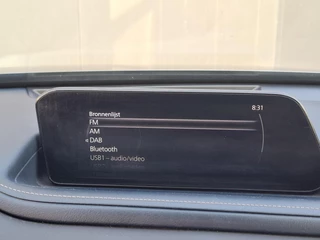 8:31
Bronnenlijst
FM
AM
DAB
Bluetooth
USB1 - audio/video